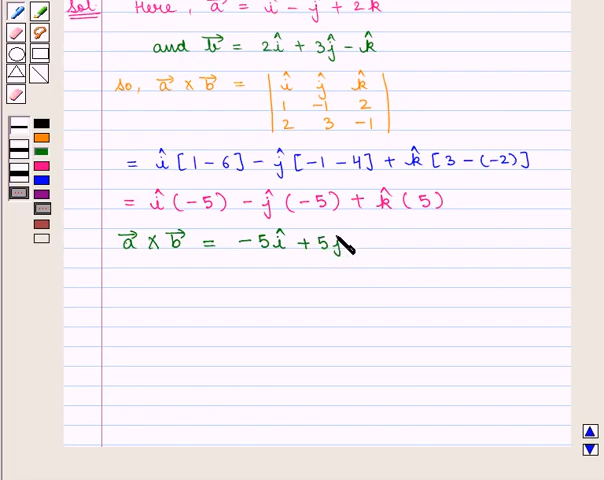 Sol Here, a⃗ = î - ĵ + 2k̂
and b⃗ = 2î + 3ĵ - k̂
So, a⃗ × b⃗ = | î ĵ k̂ |
| 1 -1 2 |
| 2 3 -1 |
= î [1 - 6] - ĵ [-1 - 4] + k̂ [3 - (-2)]
= î (-5) - ĵ (-5) + k̂ (5)
a⃗ × b⃗ = -5î + 5j